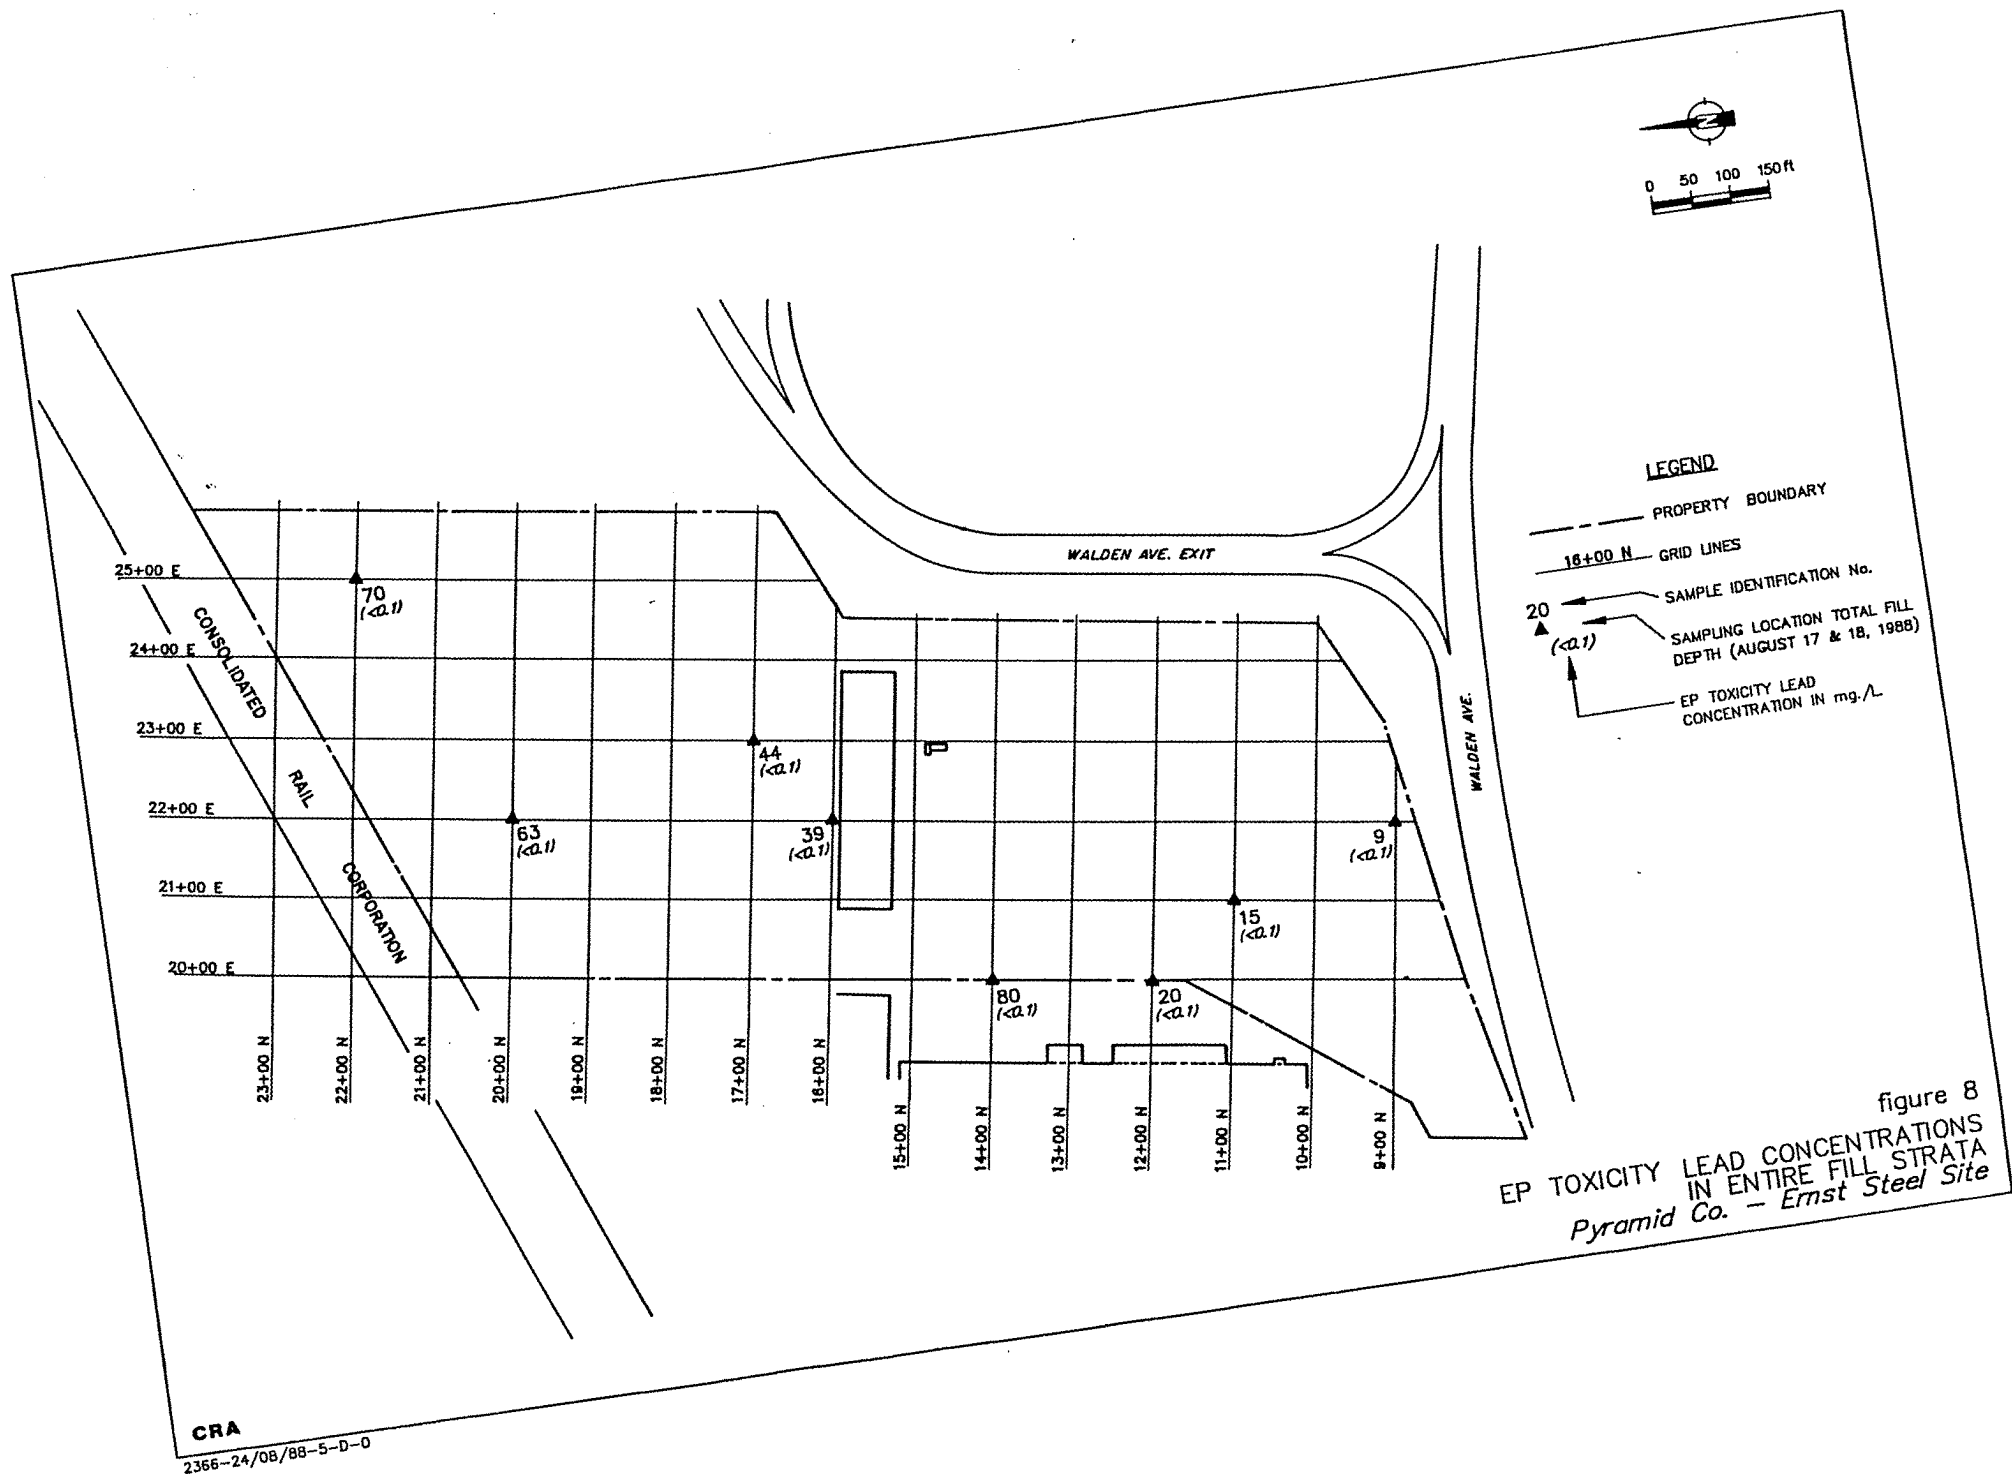 N
0 50 100 150 ft
LEGEND
PROPERTY BOUNDARY
16+00 N GRID LINES
20 SAMPLE IDENTIFICATION No.
(<0.1) SAMPLING LOCATION TOTAL FILL
DEPTH (AUGUST 17 & 18, 1988)
EP TOXICITY LEAD
CONCENTRATION IN mg./L
WALDEN AVE. EXIT
WALDEN AVE.
CONSOLIDATED
RAIL
CORPORATION
25+00 E
24+00 E
23+00 E
22+00 E
21+00 E
20+00 E
70
(<0.1)
44
(<0.1)
63
(<0.1)
39
(<0.1)
9
(<0.1)
15
(<0.1)
80
(<0.1)
20
(<0.1)
23+00 N
22+00 N
21+00 N
20+00 N
19+00 N
18+00 N
17+00 N
16+00 N
15+00 N
14+00 N
13+00 N
12+00 N
11+00 N
10+00 N
9+00 N
figure 8
EP TOXICITY LEAD CONCENTRATIONS
IN ENTIRE FILL STRATA
Pyramid Co. – Ernst Steel Site
CRA
2366-24/08/88-5-D-0